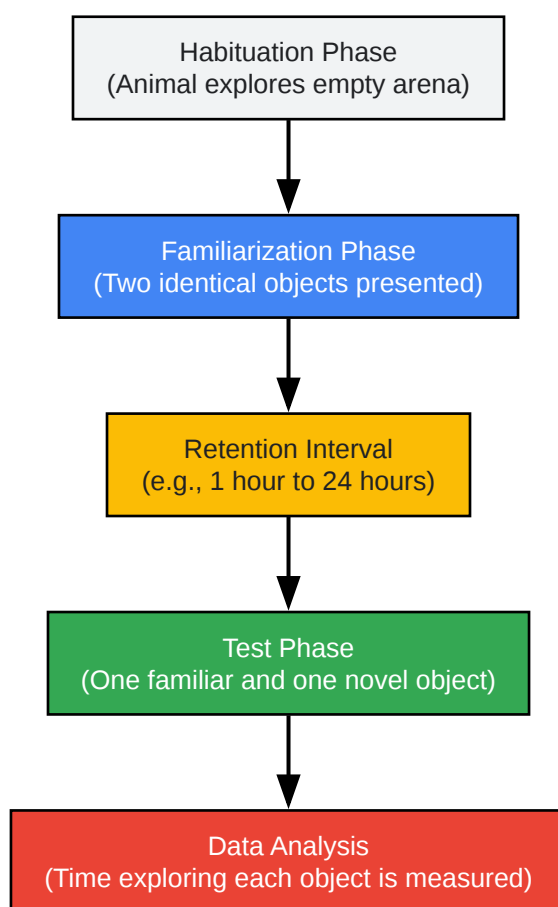 Habituation Phase
(Animal explores empty arena)
Familiarization Phase
(Two identical objects presented)
Retention Interval
(e.g., 1 hour to 24 hours)
Test Phase
(One familiar and one novel object)
Data Analysis
(Time exploring each object is measured)